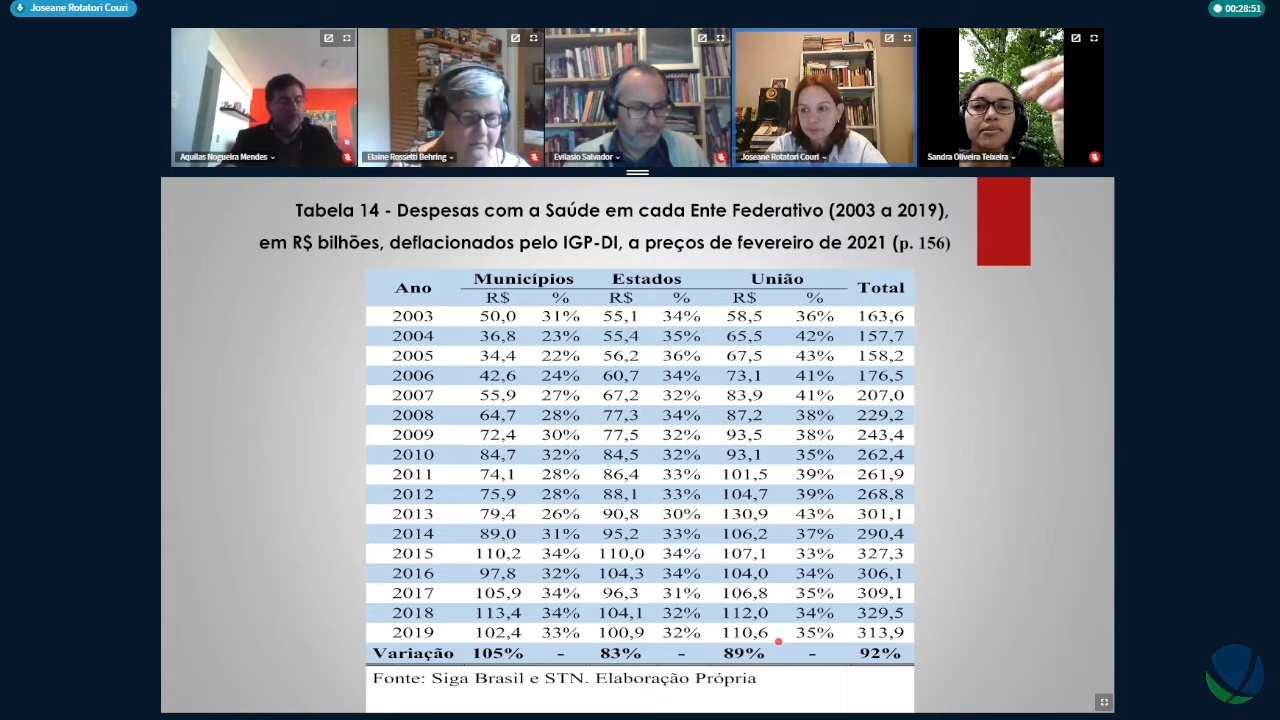 Joseane Rotatori Couri
00:28:51
Aquilas Nogueira Mendes
Elaine Rossetti Behring
Evilasio Salvador
Joseane Rotatori Couri
Sandra Oliveira Teixeira
Tabela 14 - Despesas com a Saúde em cada Ente Federativo (2003 a 2019),
em R$ bilhões, deflacionados pelo IGP-DI, a preços de fevereiro de 2021 (p. 156)
Ano Municípios Estados União Total
R$ % R$ % R$ %
2003 50,0 31% 55,1 34% 58,5 36% 163,6
2004 36,8 23% 55,4 35% 65,5 42% 157,7
2005 34,4 22% 56,2 36% 67,5 43% 158,2
2006 42,6 24% 60,7 34% 73,1 41% 176,5
2007 55,9 27% 67,2 32% 83,9 41% 207,0
2008 64,7 28% 77,3 34% 87,2 38% 229,2
2009 72,4 30% 77,5 32% 93,5 38% 243,4
2010 84,7 32% 84,5 32% 93,1 35% 262,4
2011 74,1 28% 86,4 33% 101,5 39% 261,9
2012 75,9 28% 88,1 33% 104,7 39% 268,8
2013 79,4 26% 90,8 30% 130,9 43% 301,1
2014 89,0 31% 95,2 33% 106,2 37% 290,4
2015 110,2 34% 110,0 34% 107,1 33% 327,3
2016 97,8 32% 104,3 34% 104,0 34% 306,1
2017 105,9 34% 96,3 31% 106,8 35% 309,1
2018 113,4 34% 104,1 32% 112,0 34% 329,5
2019 102,4 33% 100,9 32% 110,6 35% 313,9
Variação 105% - 83% - 89% - 92%
Fonte: Siga Brasil e STN. Elaboração Própria